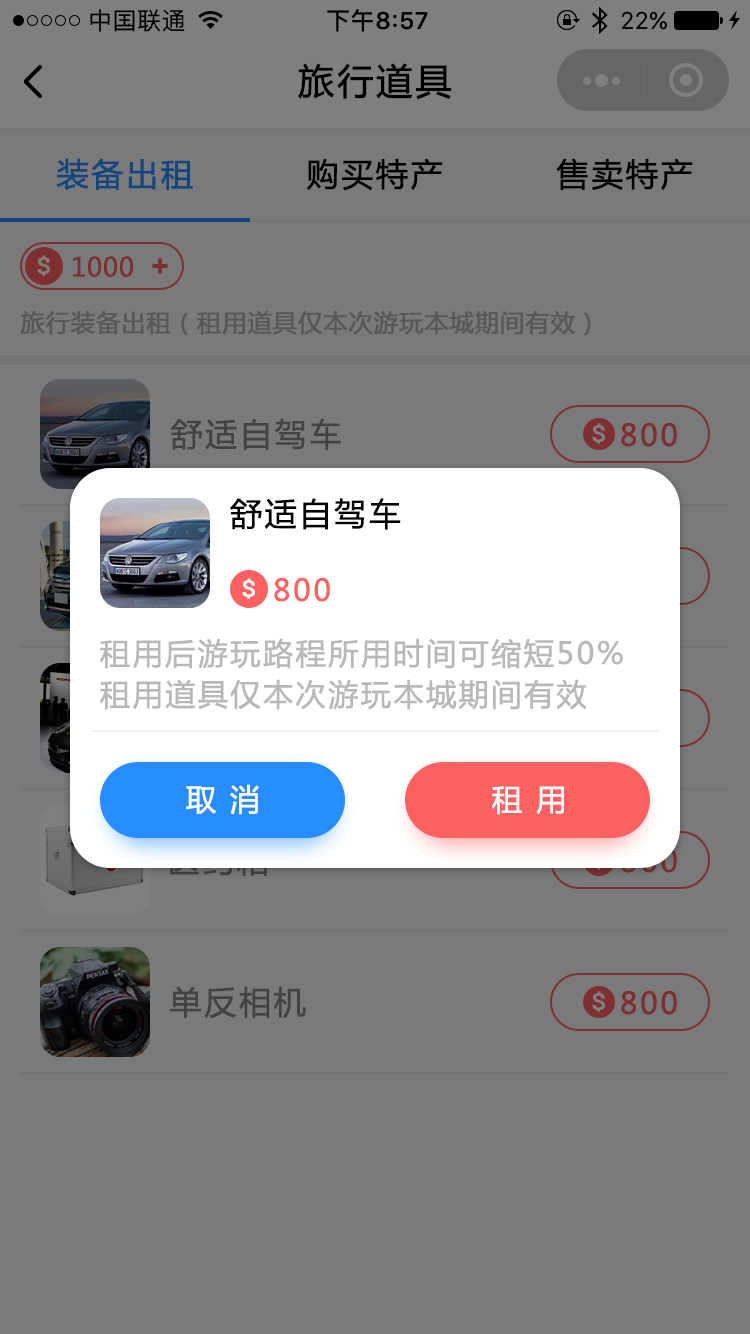 中国联通
下午8:57
22%
旅行道具
装备出租
购买特产
售卖特产
$ 1000 +
旅行装备出租（租用道具仅本次游玩本城期间有效）
舒适自驾车
$800
舒适自驾车
$800
租用后游玩路程所用时间可缩短50%
租用道具仅本次游玩本城期间有效
取 消
租 用
PENTAX
单反相机
$800